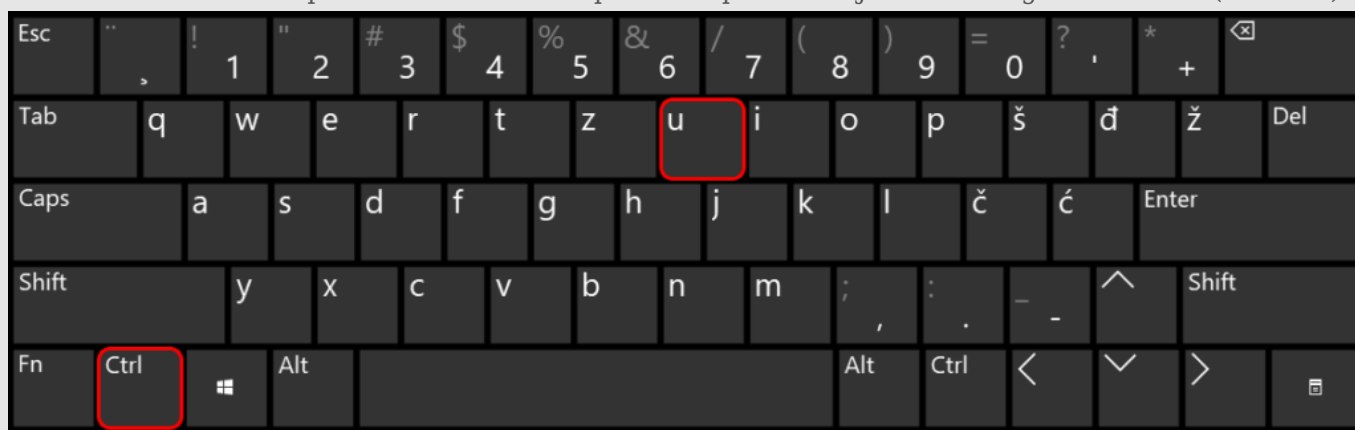 Esc ¨ ¸ ! 1 " 2 # 3 $ 4 % 5 & 6 / 7 ( 8 ) 9 = 0 ? ' * +
Tab q w e r t z u i o p š đ ž Del
Caps a s d f g h j k l č ć Enter
Shift y x c v b n m ; , : . _ - Shift
Fn Ctrl Alt Alt Ctrl